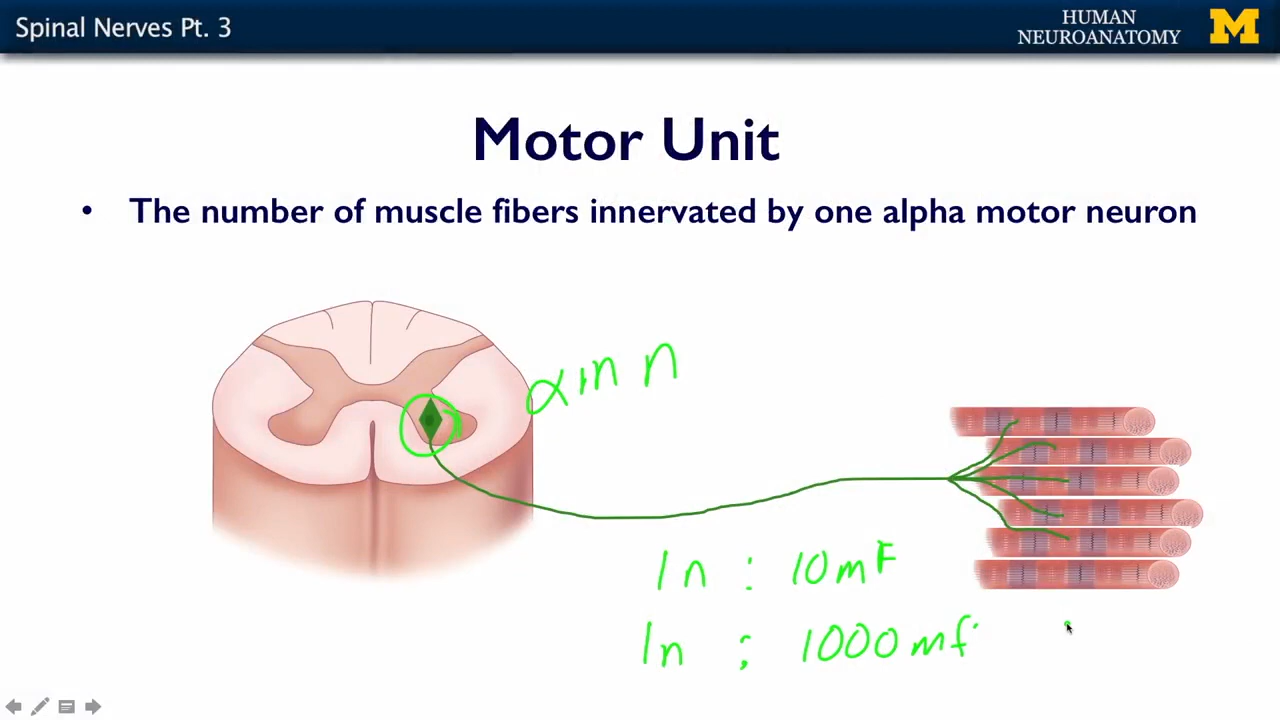 Spinal Nerves Pt. 3
HUMAN
NEUROANATOMY
M
Motor Unit
• The number of muscle fibers innervated by one alpha motor neuron
α m n
1n : 10mF
1n : 1000mf